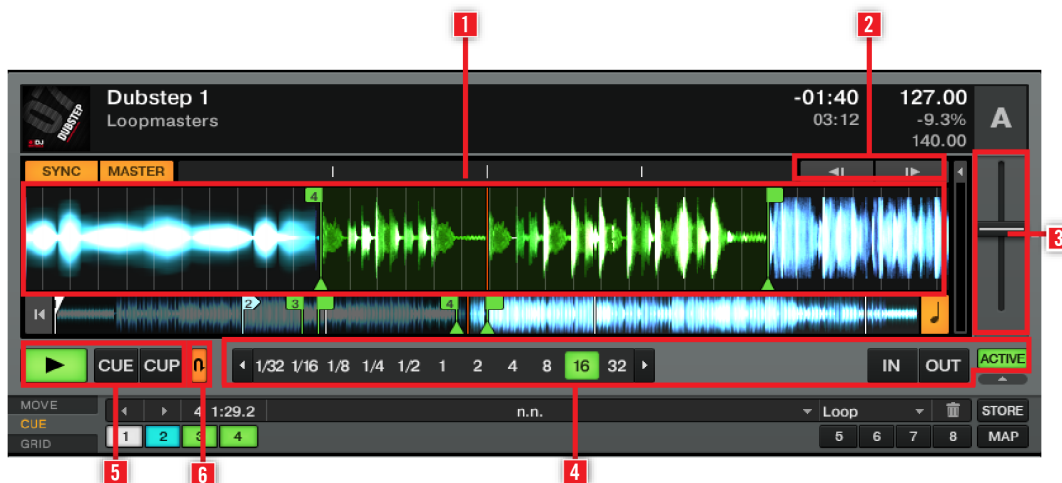 1
2
Dubstep 1
Loopmasters
-01:40
03:12
127.00
-9.3%
140.00
A
07
DUBSTEP
DJ
SYNC MASTER
4
3
2 3 4
CUE CUP
1/32 1/16 1/8 1/4 1/2 1 2 4 8 16 32
IN OUT
ACTIVE
MOVE
CUE
GRID
4 1:29.2
n.n.
Loop
STORE
1 2 3 4
5 6 7 8
MAP
5
6
4